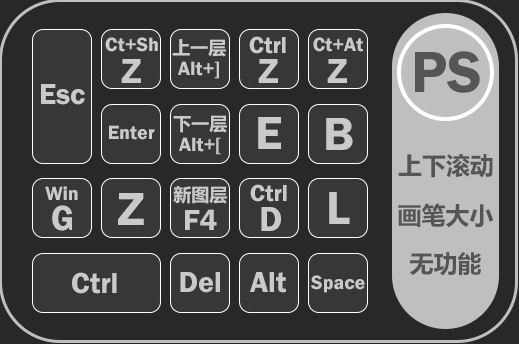 Esc
Ct+Sh
Z
上一层
Alt+]
Ctrl
Z
Ct+At
Z
Enter
下一层
Alt+[
E
B
Win
G
Z
新图层
F4
Ctrl
D
L
Ctrl
Del
Alt
Space
PS
上下滚动
画笔大小
无功能